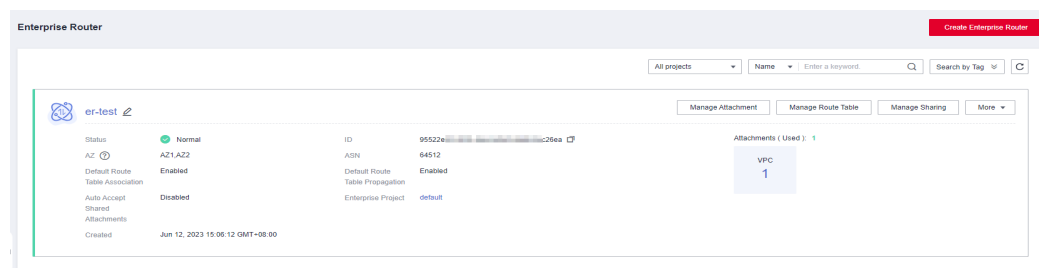 Enterprise Router
Create Enterprise Router
All projects Name Enter a keyword. Search by Tag
er-test Manage Attachment Manage Route Table Manage Sharing More
Status Normal ID 95522e c26ea Attachments ( Used ): 1
AZ AZ1,AZ2 ASN 64512 VPC
Default Route Enabled Default Route Enabled 1
Table Association Table Propagation
Auto Accept Disabled Enterprise Project default
Shared
Attachments
Created Jun 12, 2023 15:06:12 GMT+08:00